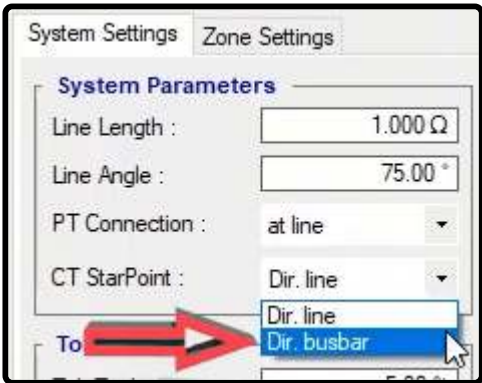 System Settings Zone Settings
System Parameters
Line Length : 1.000 Ω
Line Angle : 75.00 °
PT Connection : at line
CT StarPoint : Dir. line
Dir. line
To Dir. busbar